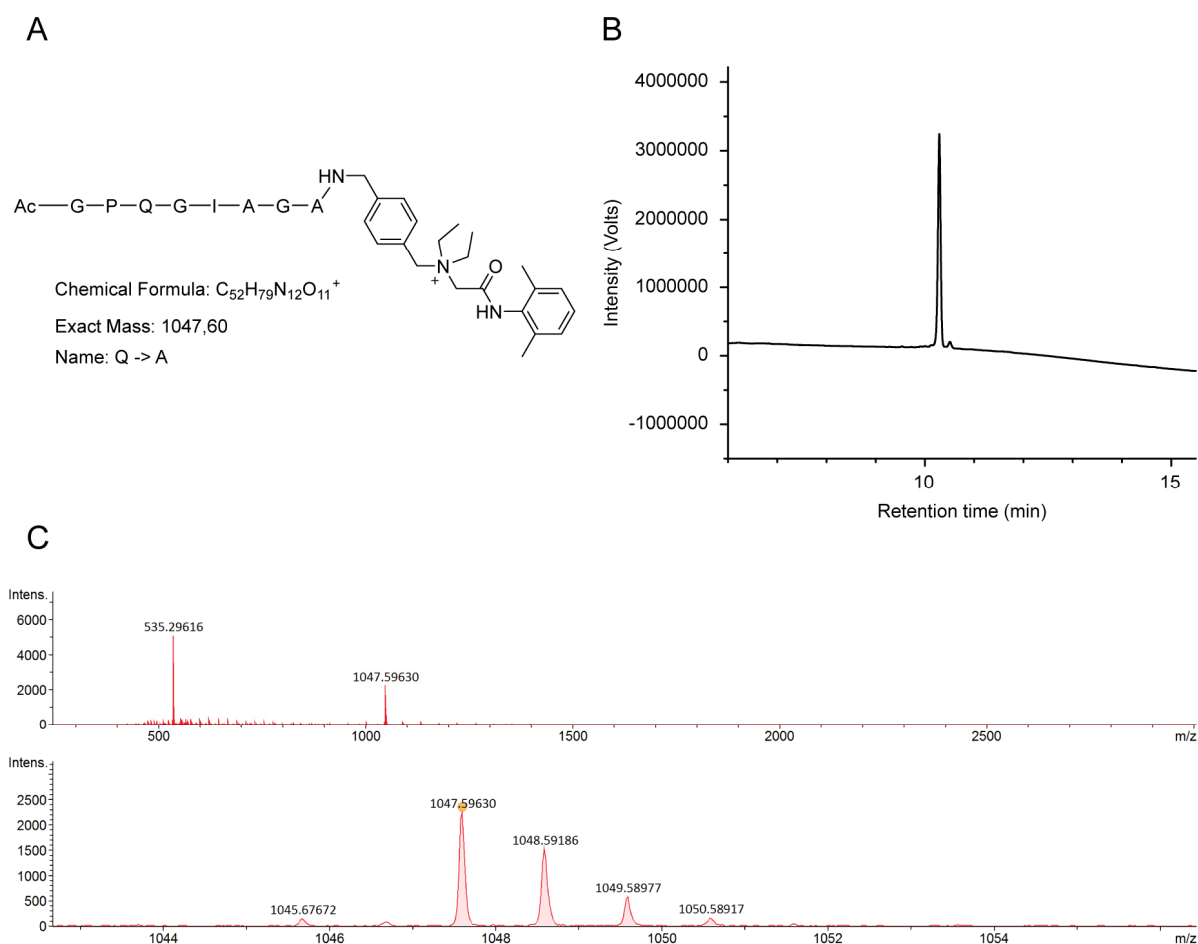 A
Ac G P Q G I A G A HN
N
+
O
HN
Chemical Formula: C52H79N12O11+
Exact Mass: 1047,60
Name: Q -> A
B
Intensity (Volts)
4000000
3000000
2000000
1000000
0
-1000000
10 15
Retention time (min)
C
Intens.
6000
4000
2000
0
535.29616
1047.59630
500 1000 1500 2000 2500 m/z
Intens.
2500
2000
1500
1000
500
0
1045.67672
1047.59630
1048.59186
1049.58977
1050.58917
1044 1046 1048 1050 1052 1054 m/z